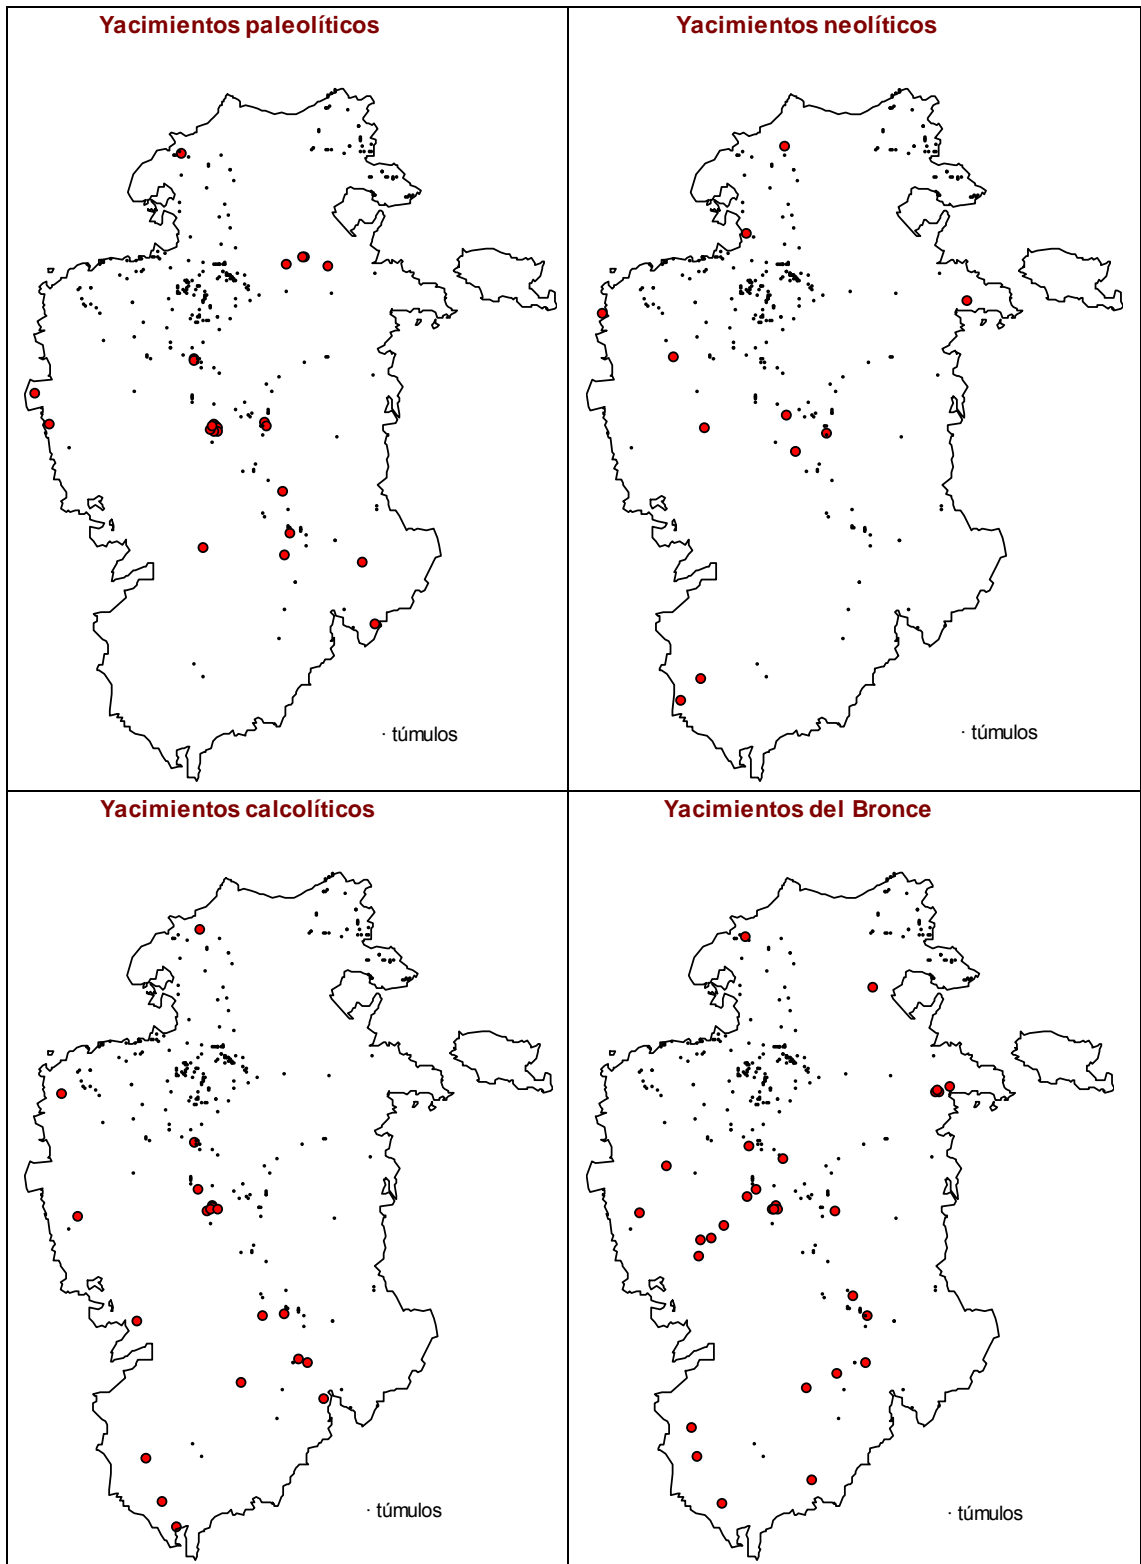 Yacimientos paleolíticos
Yacimientos neolíticos
· túmulos
· túmulos
Yacimientos calcolíticos
Yacimientos del Bronce
· túmulos
· túmulos